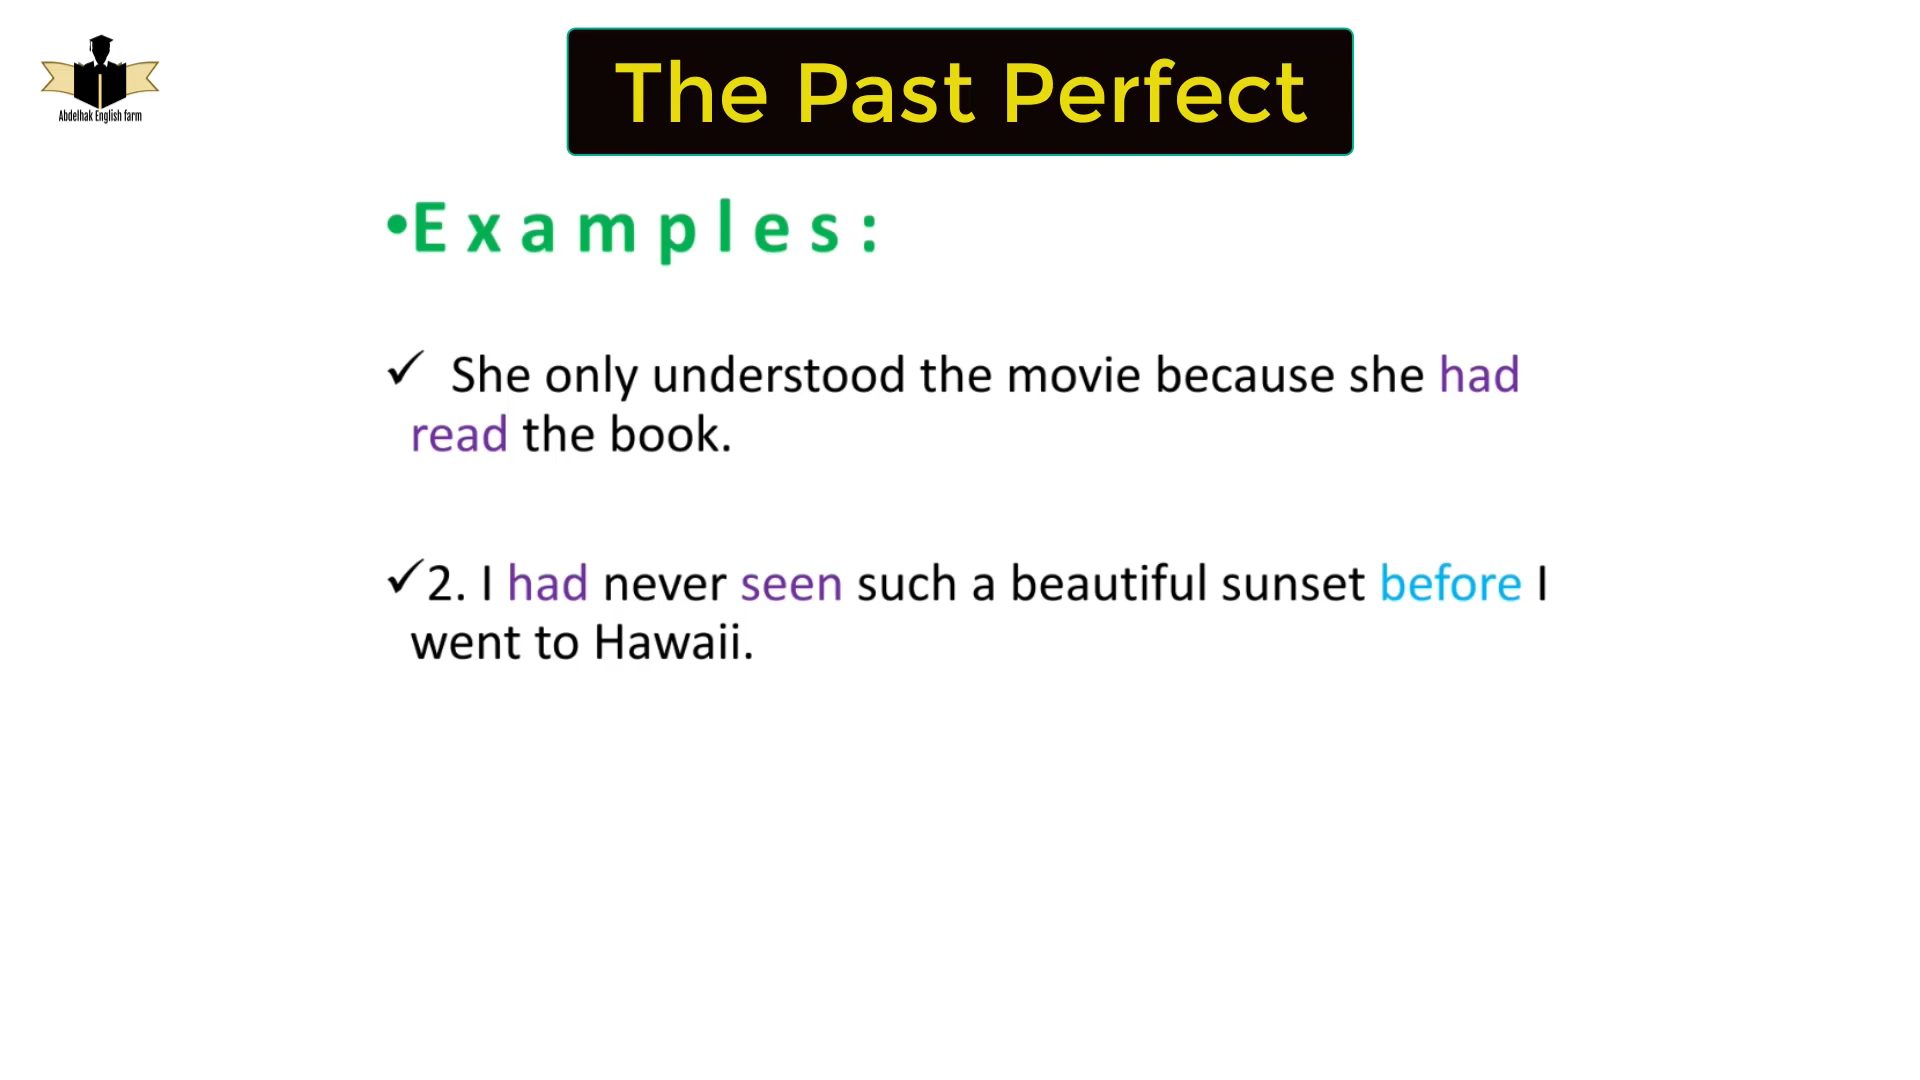 Abdelhak English farm
The Past Perfect
•Examples:
✓ She only understood the movie because she had
read the book.
✓2. I had never seen such a beautiful sunset before I
went to Hawaii.